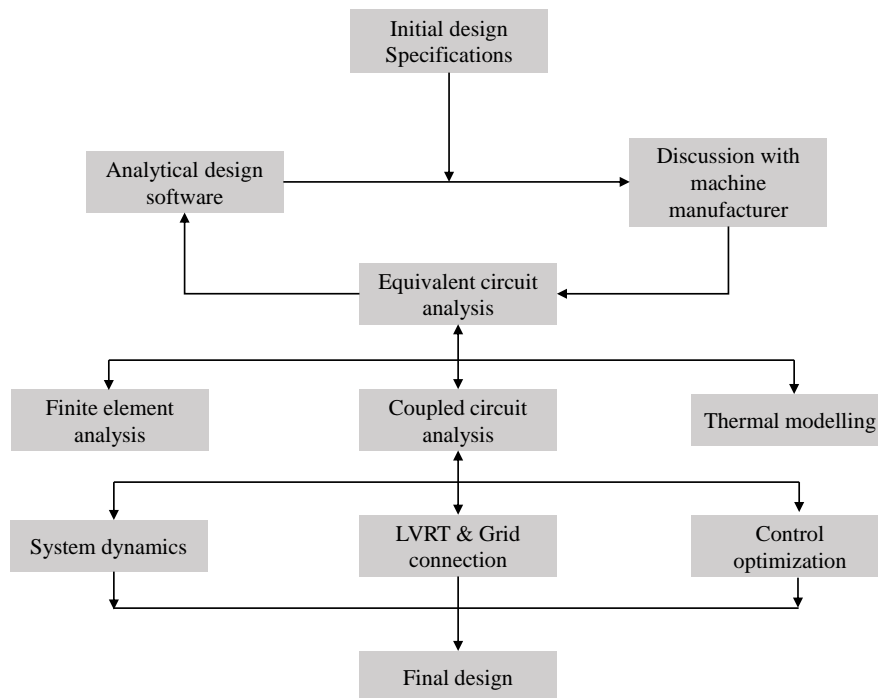 Initial design
Specifications
Analytical design
software
Discussion with
machine
manufacturer
Equivalent circuit
analysis
Finite element
analysis
Coupled circuit
analysis
Thermal modelling
System dynamics
LVRT & Grid
connection
Control
optimization
Final design